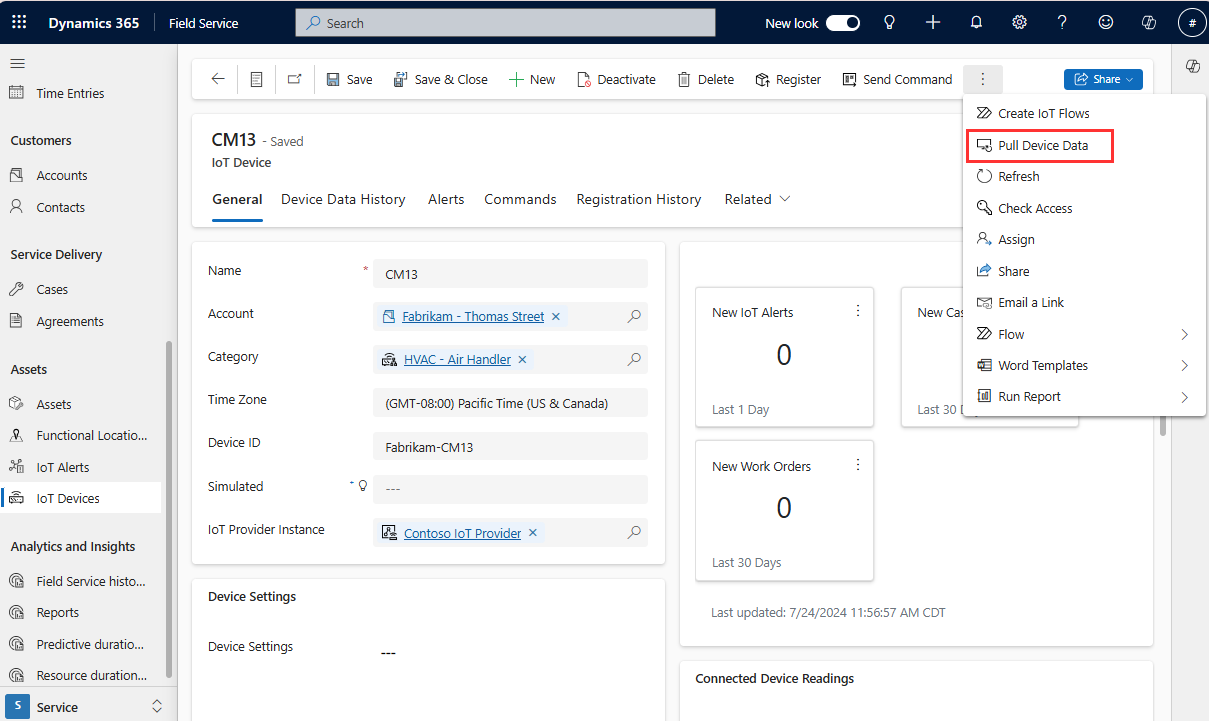 Dynamics 365
Field Service
Search
New look
#
Time Entries
Customers
Accounts
Contacts
Service Delivery
Cases
Agreements
Assets
Assets
Functional Locatio...
IoT Alerts
IoT Devices
Analytics and Insights
Field Service histo...
Reports
Predictive duratio...
Resource duration...
S
Service
Save
Save & Close
New
Deactivate
Delete
Register
Send Command
Share
Create IoT Flows
Pull Device Data
Refresh
Check Access
Assign
Share
Email a Link
Flow
Word Templates
Run Report
CM13 - Saved
IoT Device
General
Device Data History
Alerts
Commands
Registration History
Related
Name *
CM13
Account
Fabrikam - Thomas Street
Category
HVAC - Air Handler
Time Zone
(GMT-08:00) Pacific Time (US & Canada)
Device ID
Fabrikam-CM13
Simulated
---
IoT Provider Instance
Contoso IoT Provider
Device Settings
Device Settings
---
New IoT Alerts
0
Last 1 Day
New Cas
Last 30 D
New Work Orders
0
Last 30 Days
Last updated: 7/24/2024 11:56:57 AM CDT
Connected Device Readings